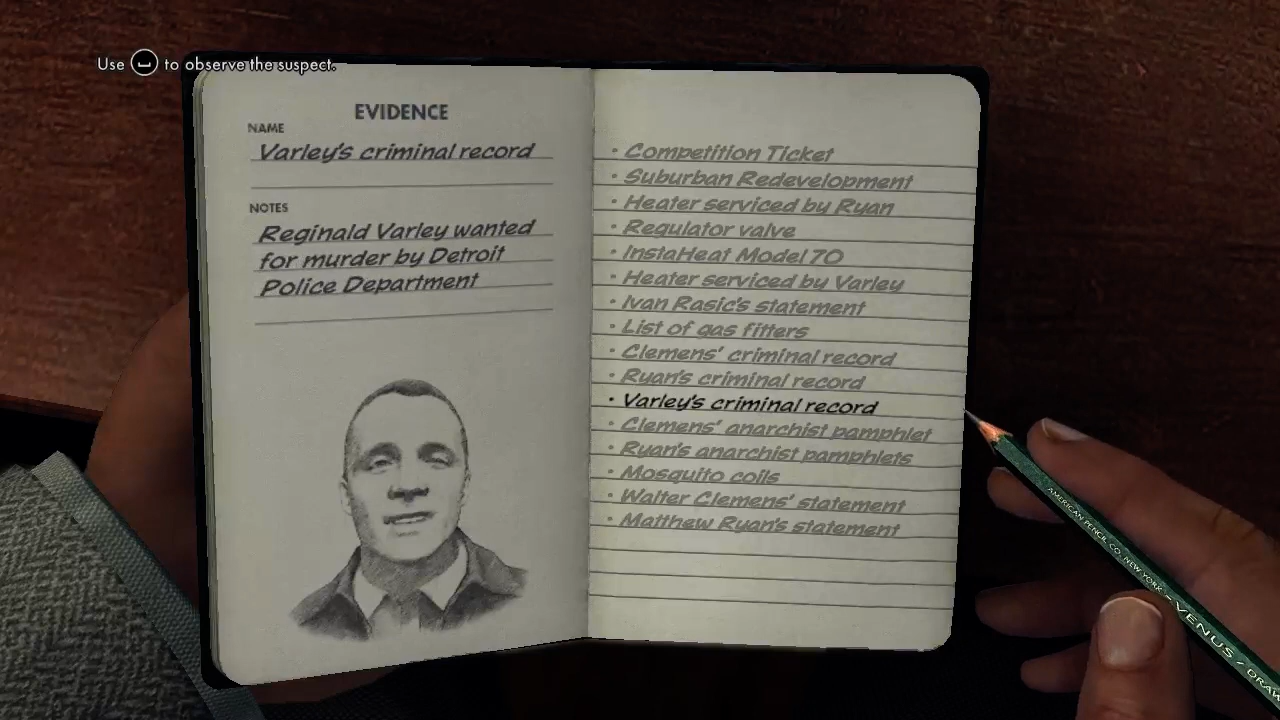 Use to observe the suspect.
EVIDENCE
NAME
Varley's criminal record
NOTES
Reginald Varley wanted
for murder by Detroit
Police Department
• Competition Ticket
• Suburban Redevelopment
• Heater serviced by Ryan
• Regulator valve
• InstaHeat Model 70
• Heater serviced by Varley
• Ivan Rasic's statement
• List of gas fitters
• Clemens' criminal record
• Ryan's criminal record
• Varley's criminal record
• Clemens' anarchist pamphlet
• Ryan's anarchist pamphlets
• Mosquito coils
• Walter Clemens' statement
• Matthew Ryan's statement
AMERICAN PENCIL CO. NEW YORK VENUS / DRAW